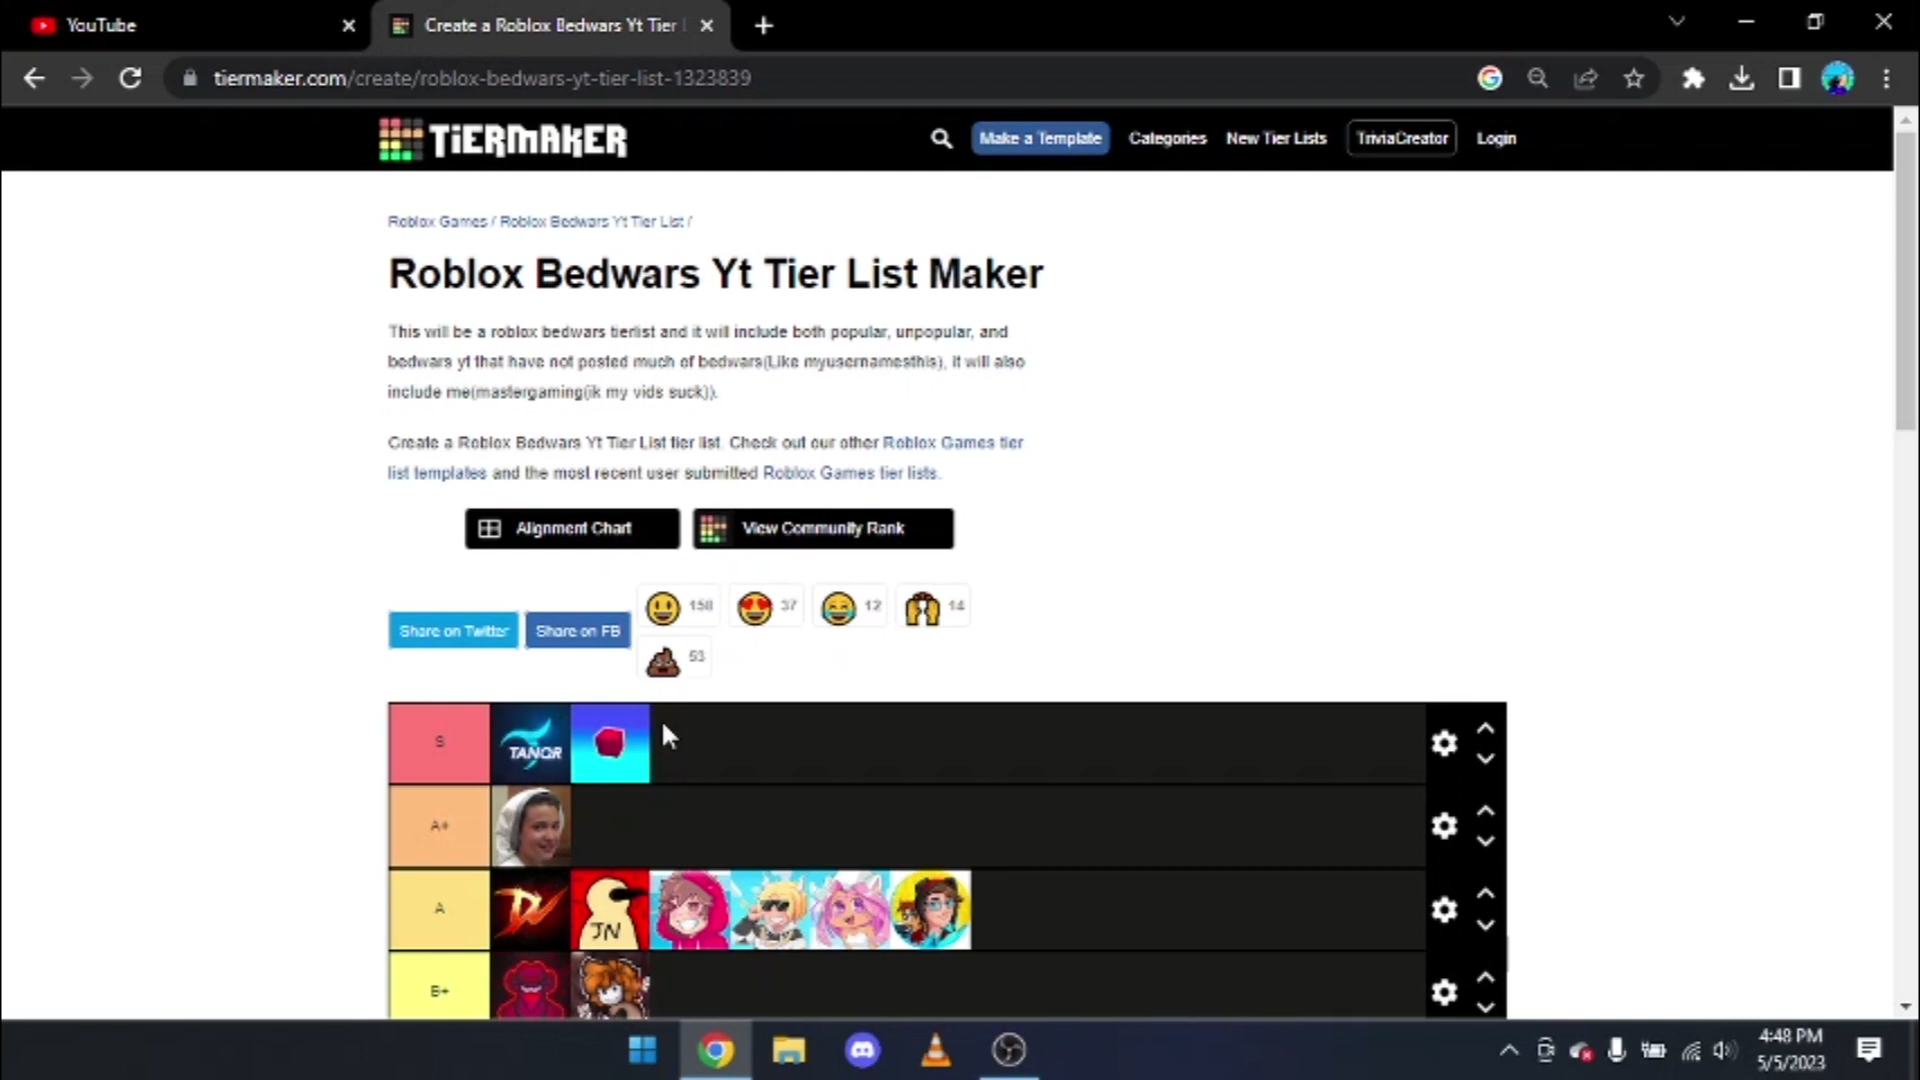 YouTube
Create a Roblox Bedwars Yt Tier
tiermaker.com/create/roblox-bedwars-yt-tier-list-1323839
TiERMAKER
Make a Template
Categories
New Tier Lists
TriviaCreator
Login
Roblox Games / Roblox Bedwars Yt Tier List /
Roblox Bedwars Yt Tier List Maker
This will be a roblox bedwars tierlist and it will include both popular, unpopular, and
bedwars yt that have not posted much of bedwars(Like myusernamesthis), it will also
include me(mastergaming(ik my vids suck)).
Create a Roblox Bedwars Yt Tier List tier list. Check out our other Roblox Games tier
list templates and the most recent user submitted Roblox Games tier lists.
Alignment Chart
View Community Rank
158
37
12
14
Share on Twitter
Share on FB
53
S
TANQR
A+
A
DV
JN
B+
4:48 PM
5/5/2023